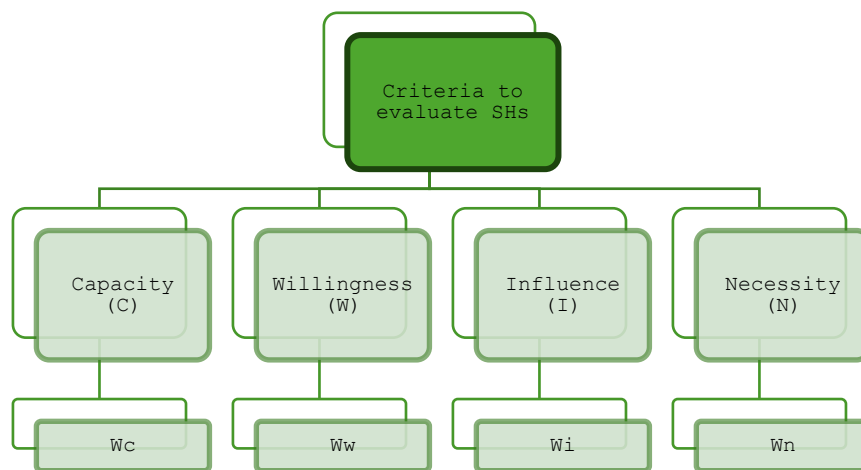 Criteria to
evaluate SHs
Capacity
(C)
Willingness
(W)
Influence
(I)
Necessity
(N)
Wc
Ww
Wi
Wn